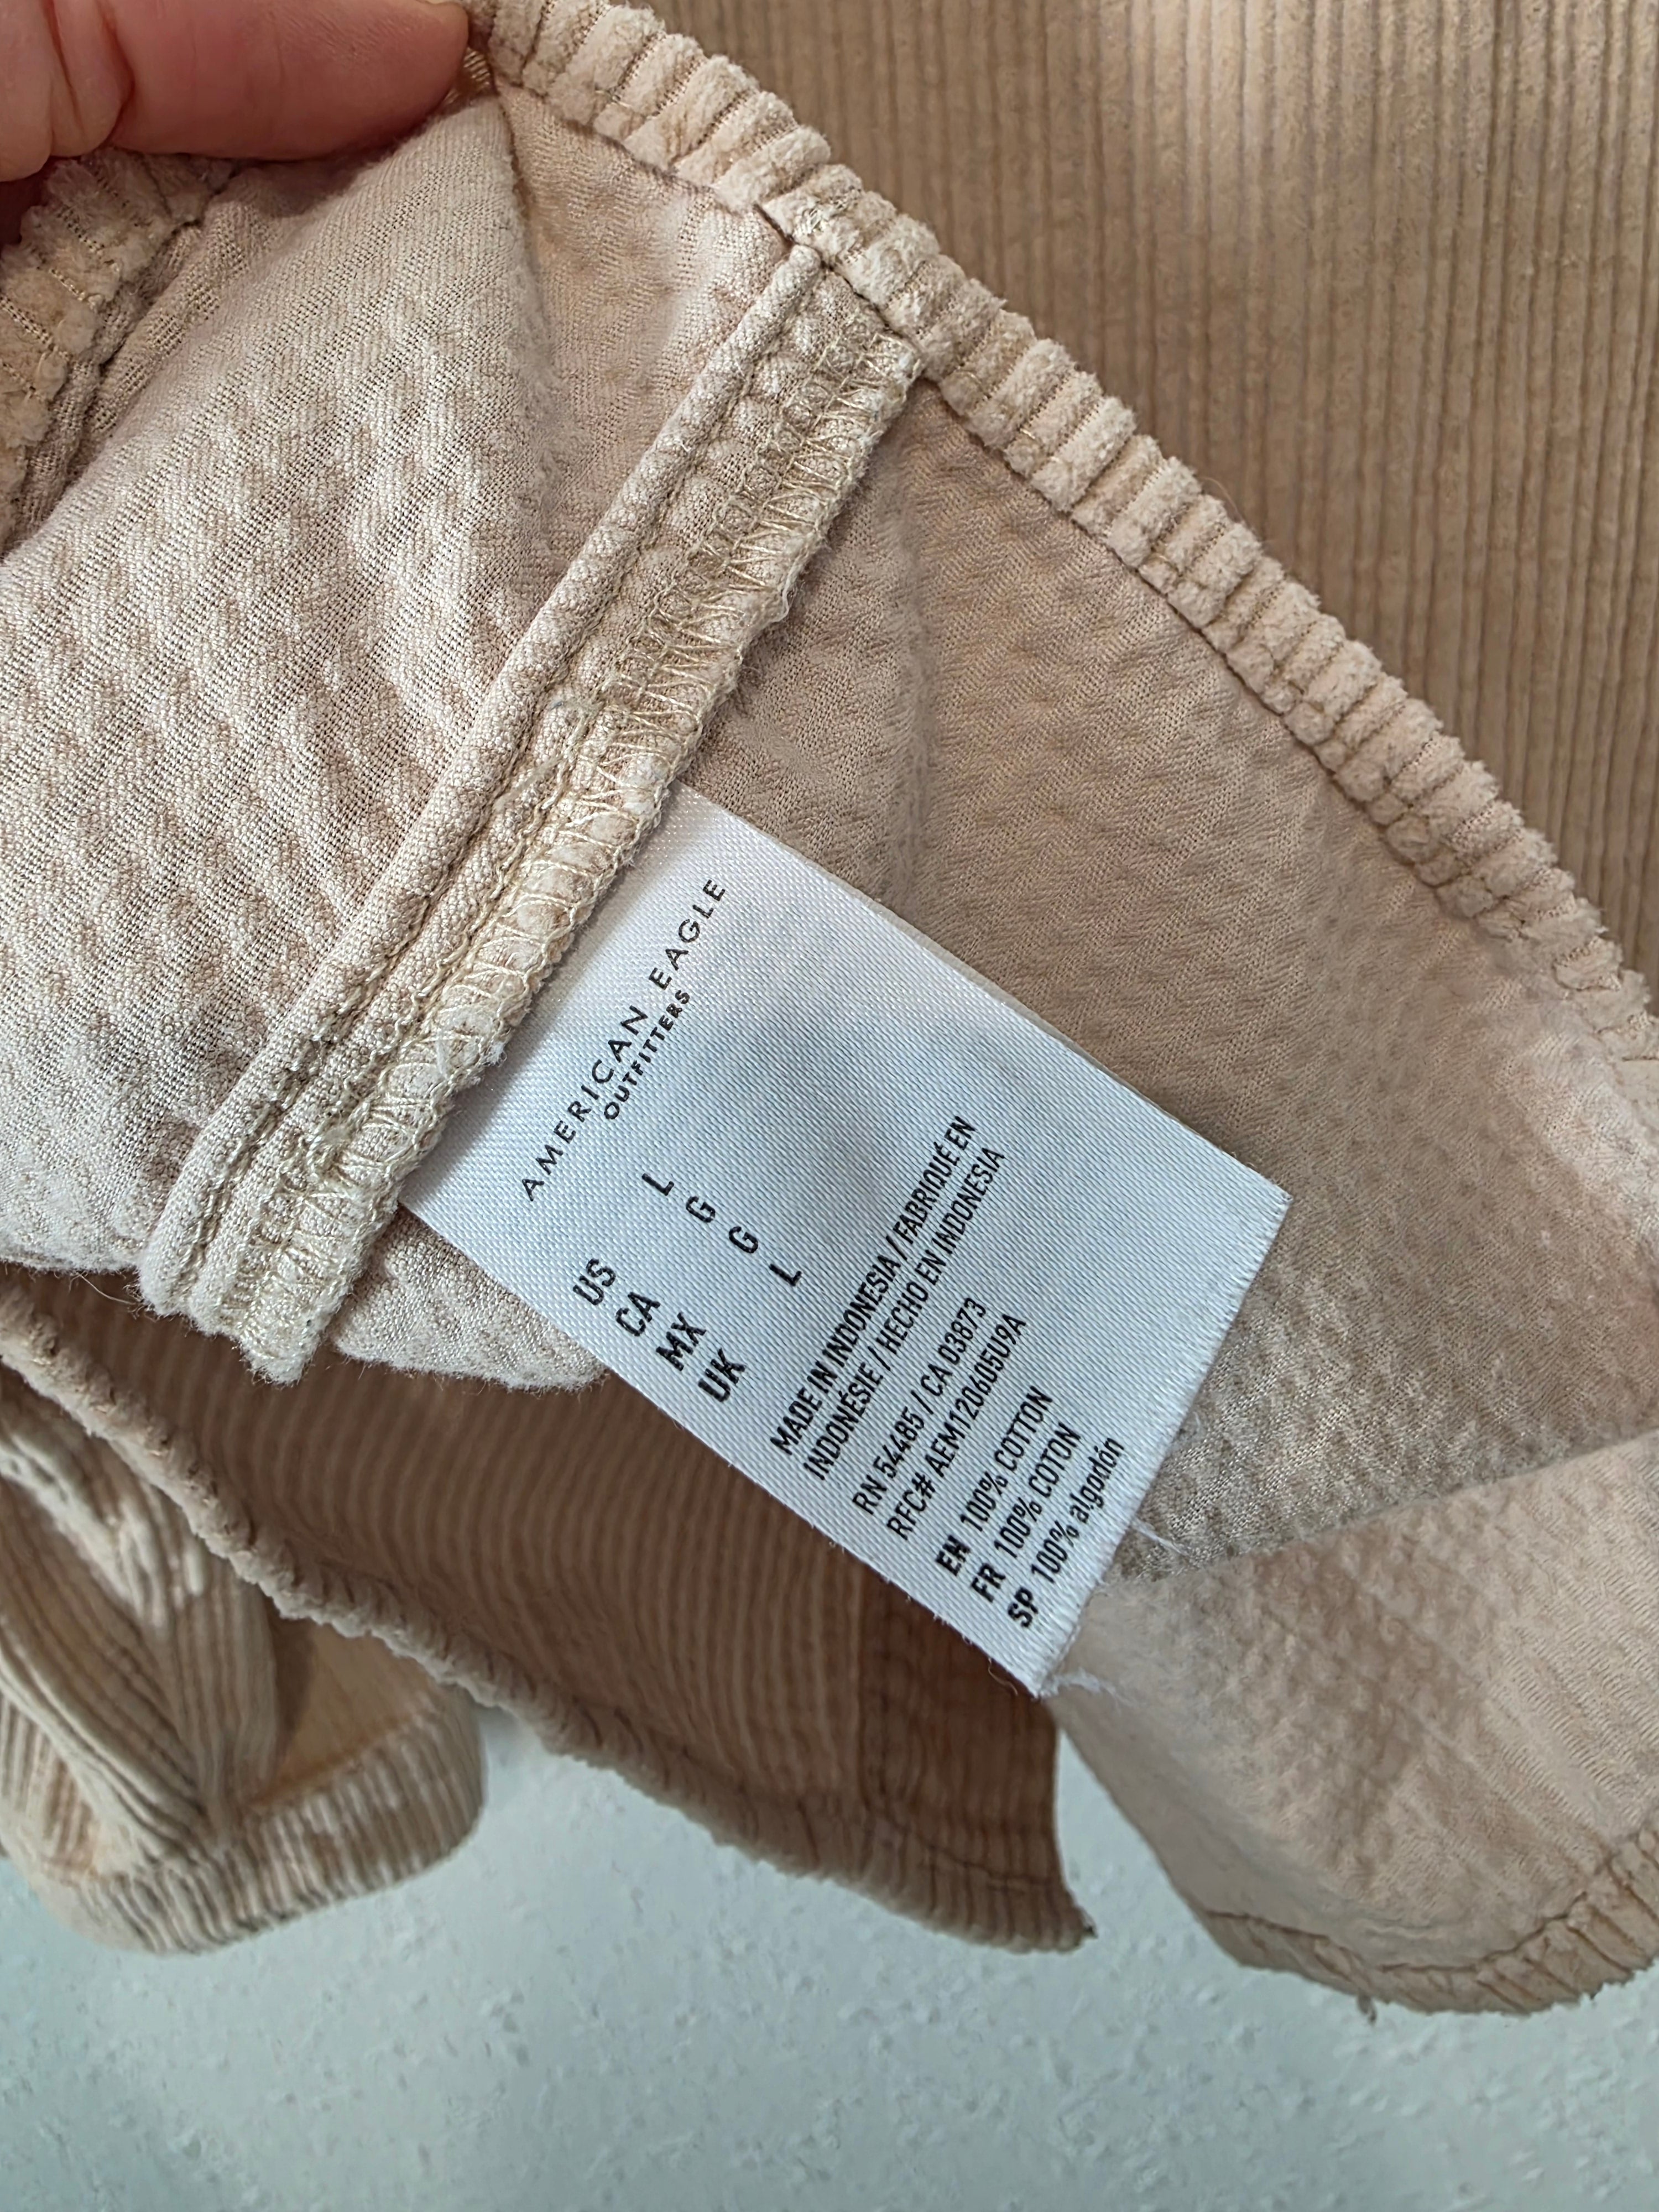 AMERICAN EAGLE
OUTFITTERS
US L
CA G
MX G
UK L
MADE IN INDONESIA / FABRIQUÉ EN
INDONÉSIE / HECHO EN INDONESIA
RN 54485 / CA 03673
RFC# AEM120605U9A
EN 100% COTTON
FR 100% COTON
SP 100% algodón